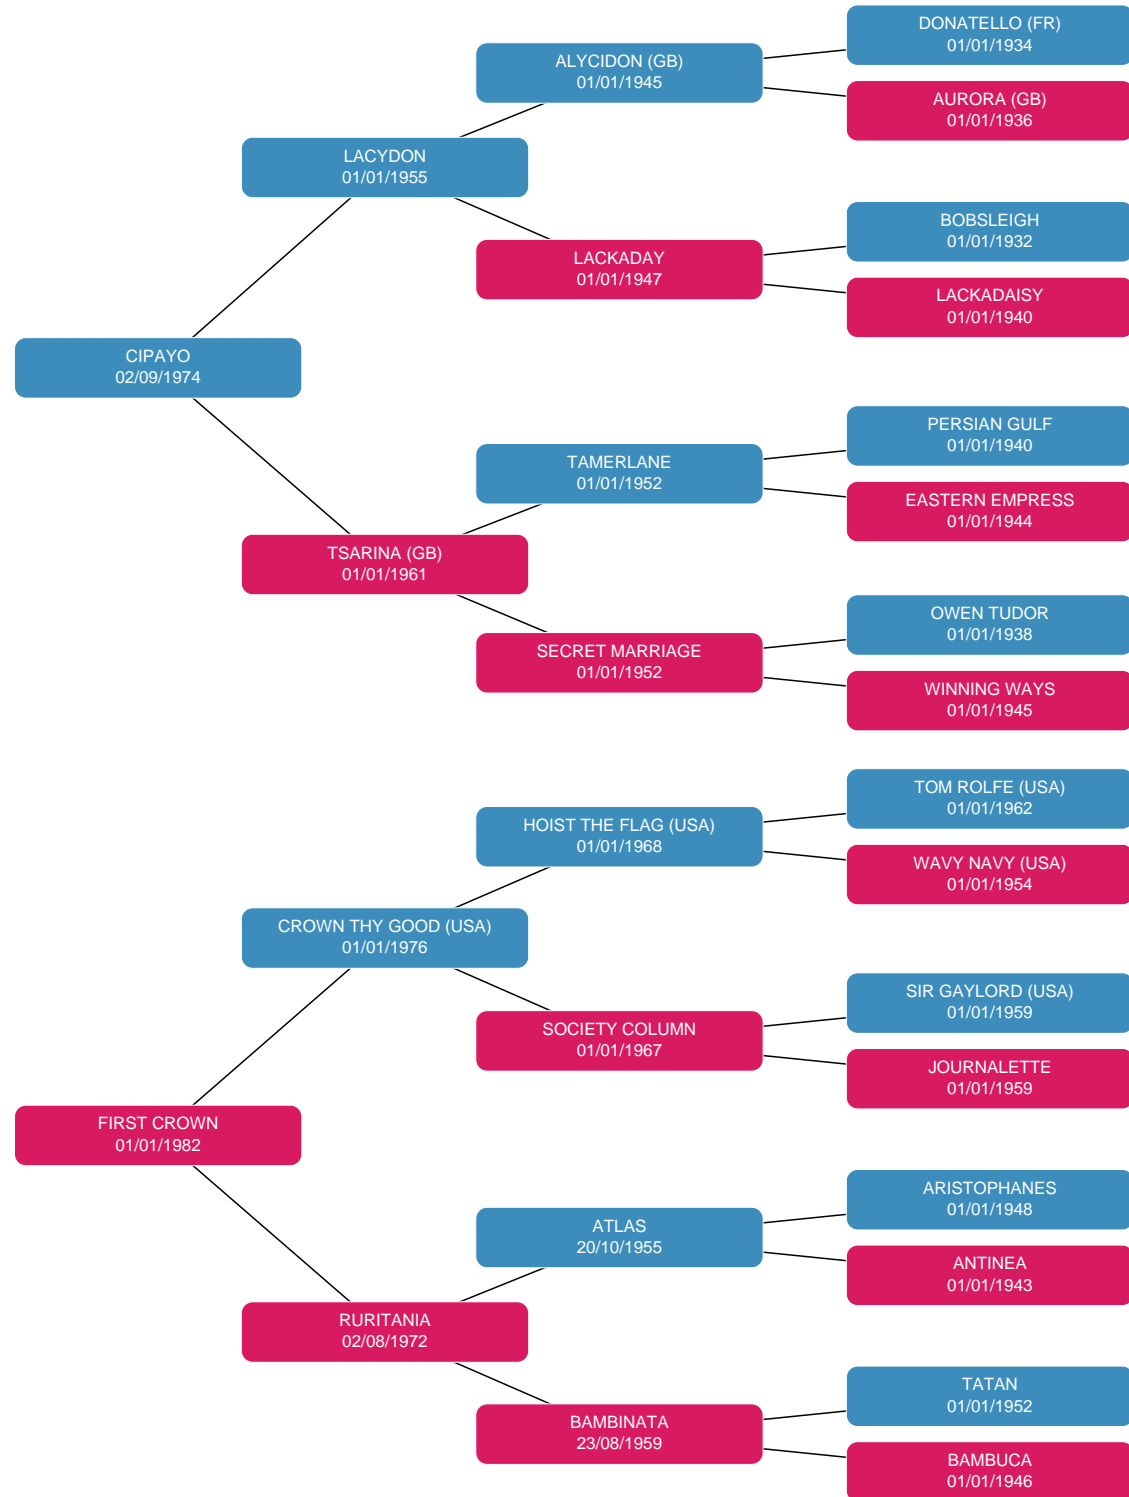 DONATELLO (FR)
01/01/1934
ALYCIDON (GB)
01/01/1945
AURORA (GB)
01/01/1936
LACYDON
01/01/1955
BOBSLEIGH
01/01/1932
LACKADAY
01/01/1947
LACKADAISY
01/01/1940
CIPAYO
02/09/1974
PERSIAN GULF
01/01/1940
TAMERLANE
01/01/1952
EASTERN EMPRESS
01/01/1944
TSARINA (GB)
01/01/1961
OWEN TUDOR
01/01/1938
SECRET MARRIAGE
01/01/1952
WINNING WAYS
01/01/1945
TOM ROLFE (USA)
01/01/1962
HOIST THE FLAG (USA)
01/01/1968
WAVY NAVY (USA)
01/01/1954
CROWN THY GOOD (USA)
01/01/1976
SIR GAYLORD (USA)
01/01/1959
SOCIETY COLUMN
01/01/1967
JOURNALETTE
01/01/1959
FIRST CROWN
01/01/1982
ARISTOPHANES
01/01/1948
ATLAS
20/10/1955
ANTINEA
01/01/1943
RURITANIA
02/08/1972
TATAN
01/01/1952
BAMBINATA
23/08/1959
BAMBUCA
01/01/1946